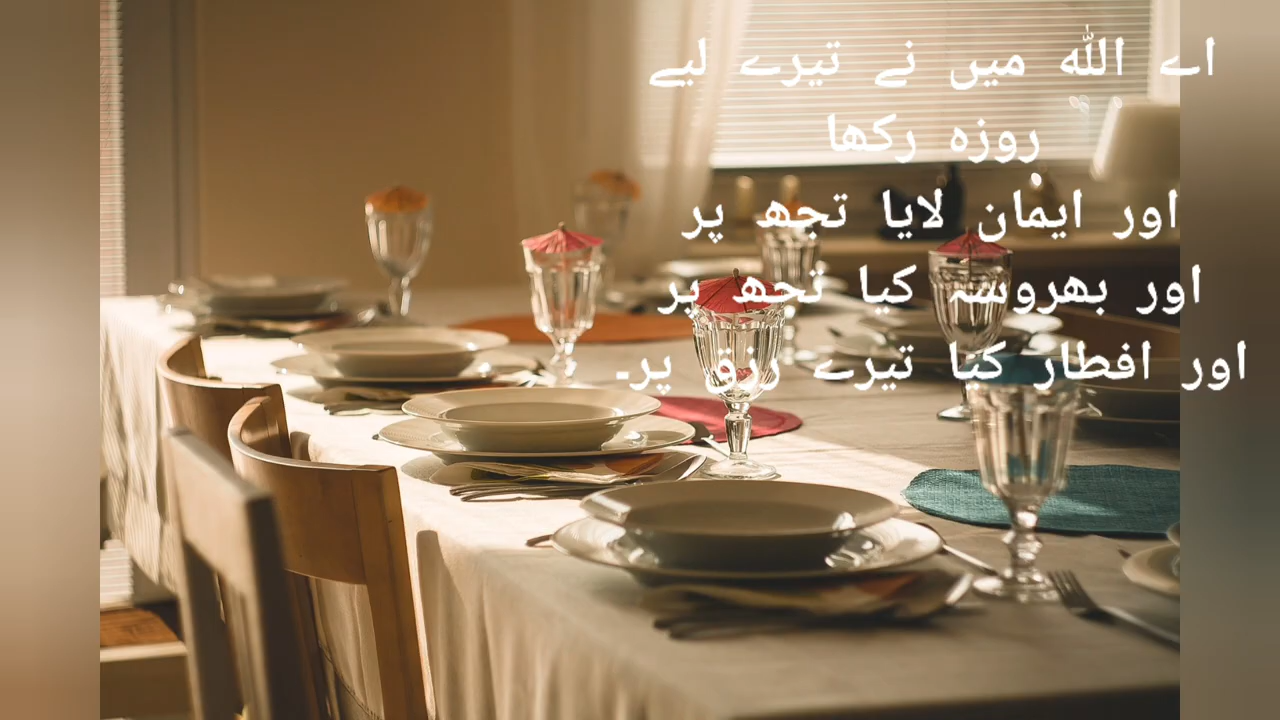 اے اللہ میں نے تیرے لیے
روزہ رکھا
اور ایمان لایا تجھ پر
اور بھروسہ کیا تجھ پر
اور افطار کیا تیرے رزق پر۔